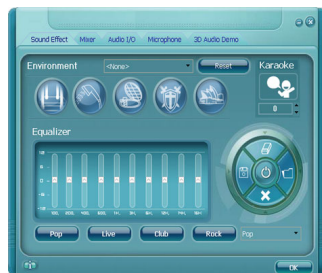 Sound Effect Mixer Audio I/O Microphone 3D Audio Demo
Environment <None> Reset Karaoke
0
Equalizer
Pop Live Club Rock Pop
OK